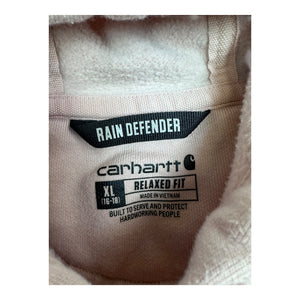 RAIN DEFENDER
carhartt
XL
(16-18)
RELAXED FIT
MADE IN VIETNAM
BUILT TO SERVE AND PROTECT
HARDWORKING PEOPLE